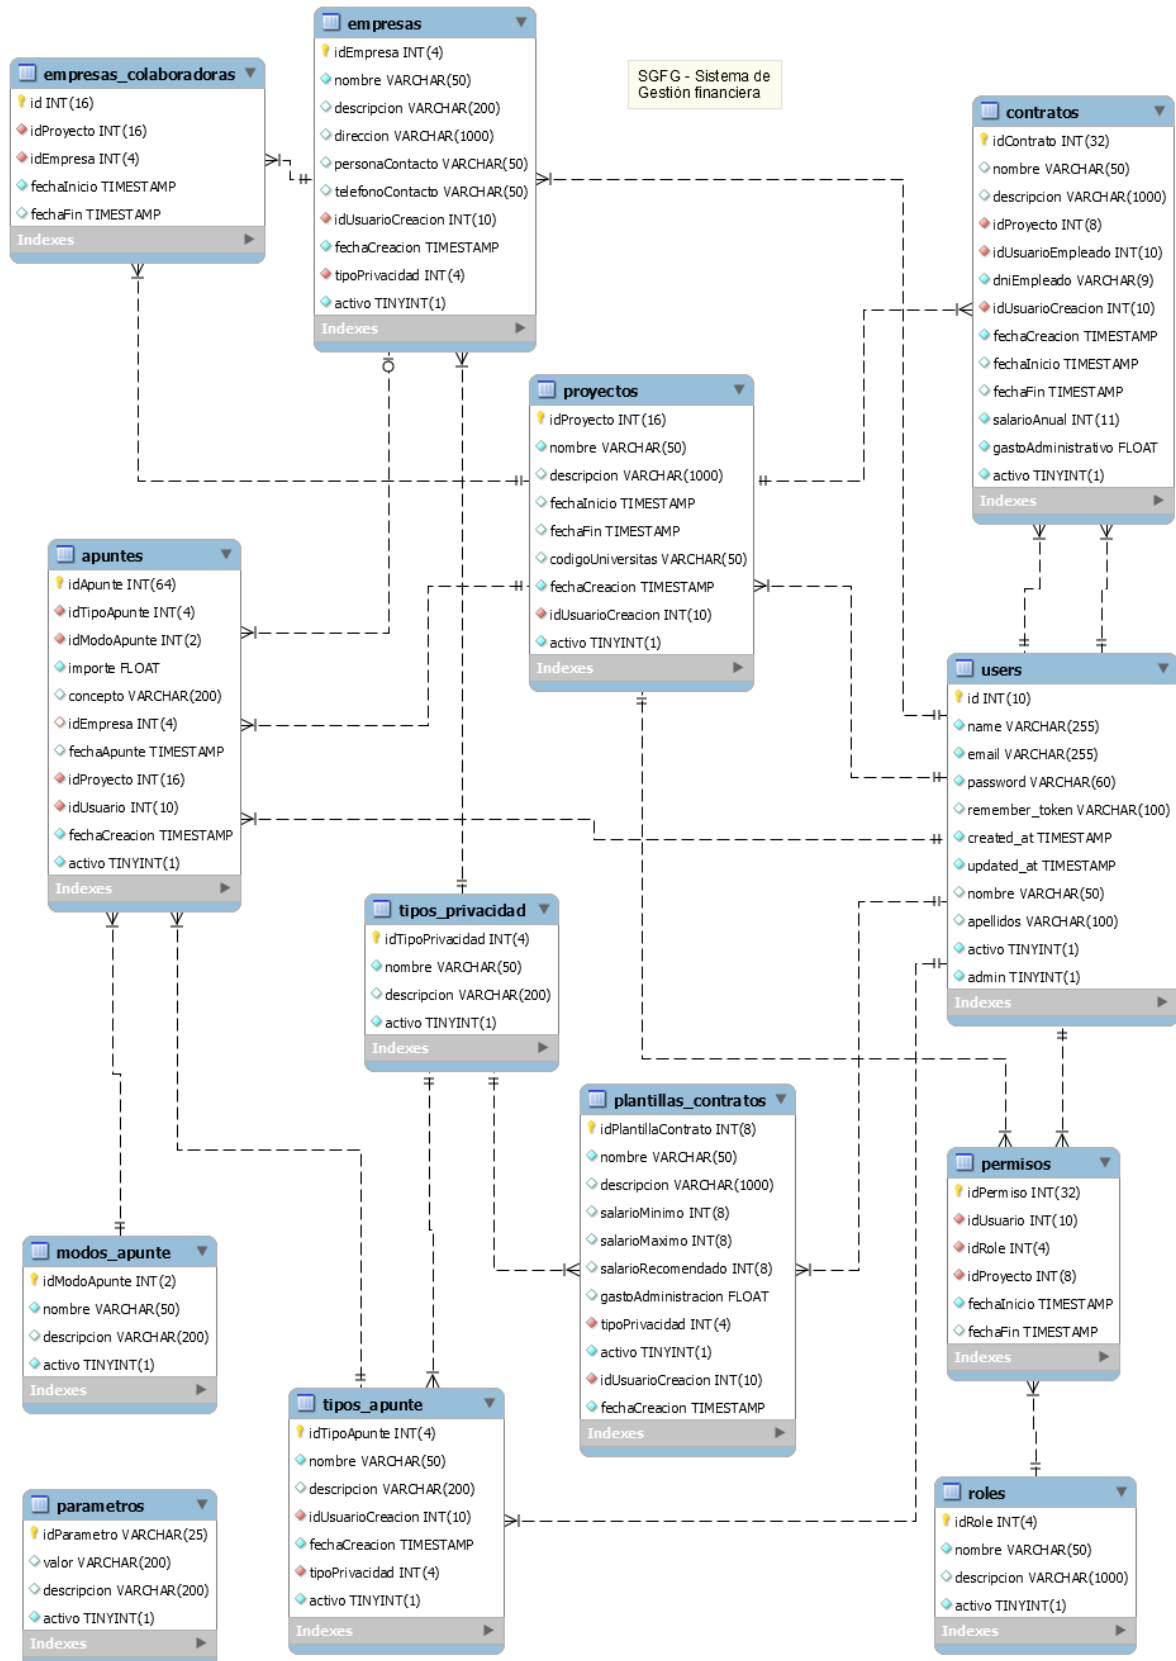 empresas
idEmpresa INT(4)
nombre VARCHAR(50)
descripcion VARCHAR(200)
direccion VARCHAR(1000)
personaContacto VARCHAR(50)
telefonoContacto VARCHAR(50)
idUsuarioCreacion INT(10)
fechaCreacion TIMESTAMP
tipoPrivacidad INT(4)
activo TINYINT(1)
Indexes
empresas_colaboradoras
id INT(16)
idProyecto INT(16)
idEmpresa INT(4)
fechaInicio TIMESTAMP
fechaFin TIMESTAMP
Indexes
SGFG - Sistema de
Gestión financiera
contratos
idContrato INT(32)
nombre VARCHAR(50)
descripcion VARCHAR(1000)
idProyecto INT(8)
idUsuarioEmpleado INT(10)
dniEmpleado VARCHAR(9)
idUsuarioCreacion INT(10)
fechaCreacion TIMESTAMP
fechaInicio TIMESTAMP
fechaFin TIMESTAMP
salarioAnual INT(11)
gastoAdministrativo FLOAT
activo TINYINT(1)
Indexes
proyectos
idProyecto INT(16)
nombre VARCHAR(50)
descripcion VARCHAR(1000)
fechaInicio TIMESTAMP
fechaFin TIMESTAMP
codigoUniversitas VARCHAR(50)
fechaCreacion TIMESTAMP
idUsuarioCreacion INT(10)
activo TINYINT(1)
Indexes
apuntes
idApunte INT(64)
idTipoApunte INT(4)
idModoApunte INT(2)
importe FLOAT
concepto VARCHAR(200)
idEmpresa INT(4)
fechaApunte TIMESTAMP
idProyecto INT(16)
idUsuario INT(10)
fechaCreacion TIMESTAMP
activo TINYINT(1)
Indexes
users
id INT(10)
name VARCHAR(255)
email VARCHAR(255)
password VARCHAR(60)
remember_token VARCHAR(100)
created_at TIMESTAMP
updated_at TIMESTAMP
nombre VARCHAR(50)
apellidos VARCHAR(100)
activo TINYINT(1)
admin TINYINT(1)
Indexes
tipos_privacidad
idTipoPrivacidad INT(4)
nombre VARCHAR(50)
descripcion VARCHAR(200)
activo TINYINT(1)
Indexes
plantillas_contratos
idPlantillaContrato INT(8)
nombre VARCHAR(50)
descripcion VARCHAR(1000)
salarioMinimo INT(8)
salarioMaximo INT(8)
salarioRecomendado INT(8)
gastoAdministracion FLOAT
tipoPrivacidad INT(4)
activo TINYINT(1)
idUsuarioCreacion INT(10)
fechaCreacion TIMESTAMP
Indexes
permisos
idPermiso INT(32)
idUsuario INT(10)
idRole INT(4)
idProyecto INT(8)
fechaInicio TIMESTAMP
fechaFin TIMESTAMP
Indexes
modos_apunte
idModoApunte INT(2)
nombre VARCHAR(50)
descripcion VARCHAR(200)
activo TINYINT(1)
Indexes
tipos_apunte
idTipoApunte INT(4)
nombre VARCHAR(50)
descripcion VARCHAR(200)
idUsuarioCreacion INT(10)
fechaCreacion TIMESTAMP
tipoPrivacidad INT(4)
activo TINYINT(1)
Indexes
parametros
idParametro VARCHAR(25)
valor VARCHAR(200)
descripcion VARCHAR(200)
activo TINYINT(1)
Indexes
roles
idRole INT(4)
nombre VARCHAR(50)
descripcion VARCHAR(1000)
activo TINYINT(1)
Indexes